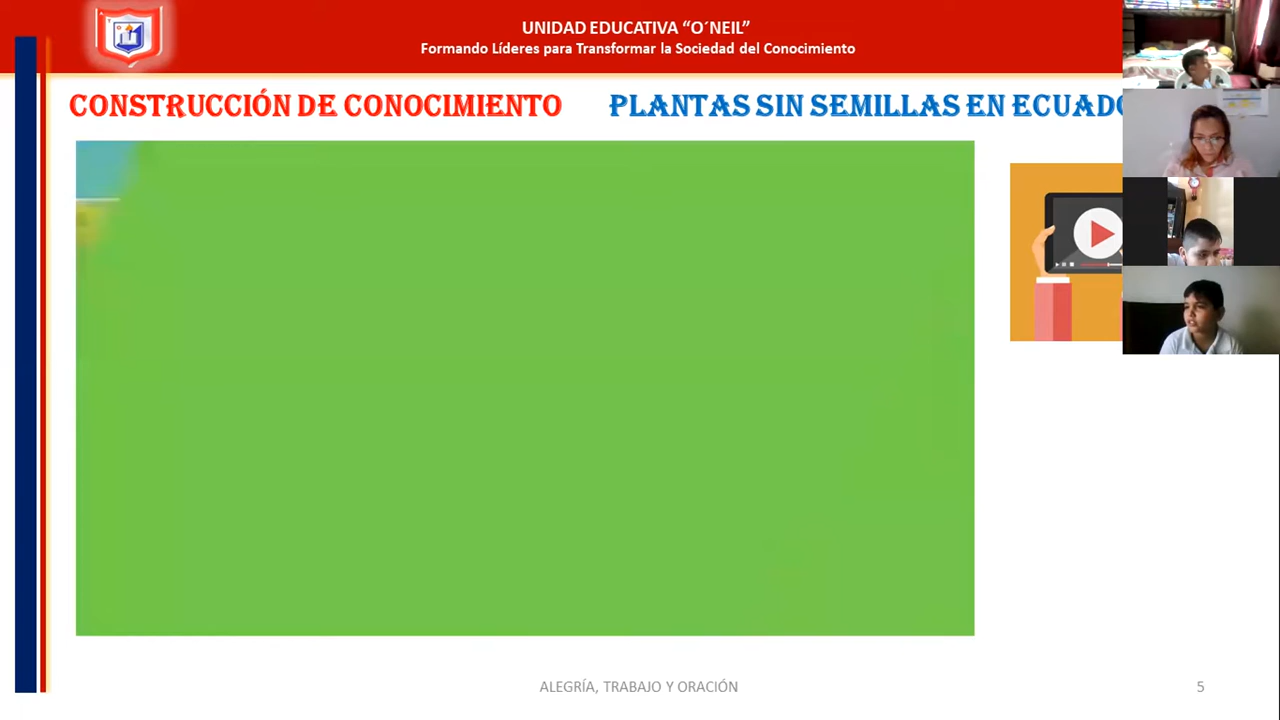 UNIDAD EDUCATIVA “O´NEIL”
Formando Líderes para Transformar la Sociedad del Conocimiento
CONSTRUCCIÓN DE CONOCIMIENTO
PLANTAS SIN SEMILLAS EN
ALEGRÍA, TRABAJO Y ORACIÓN
5